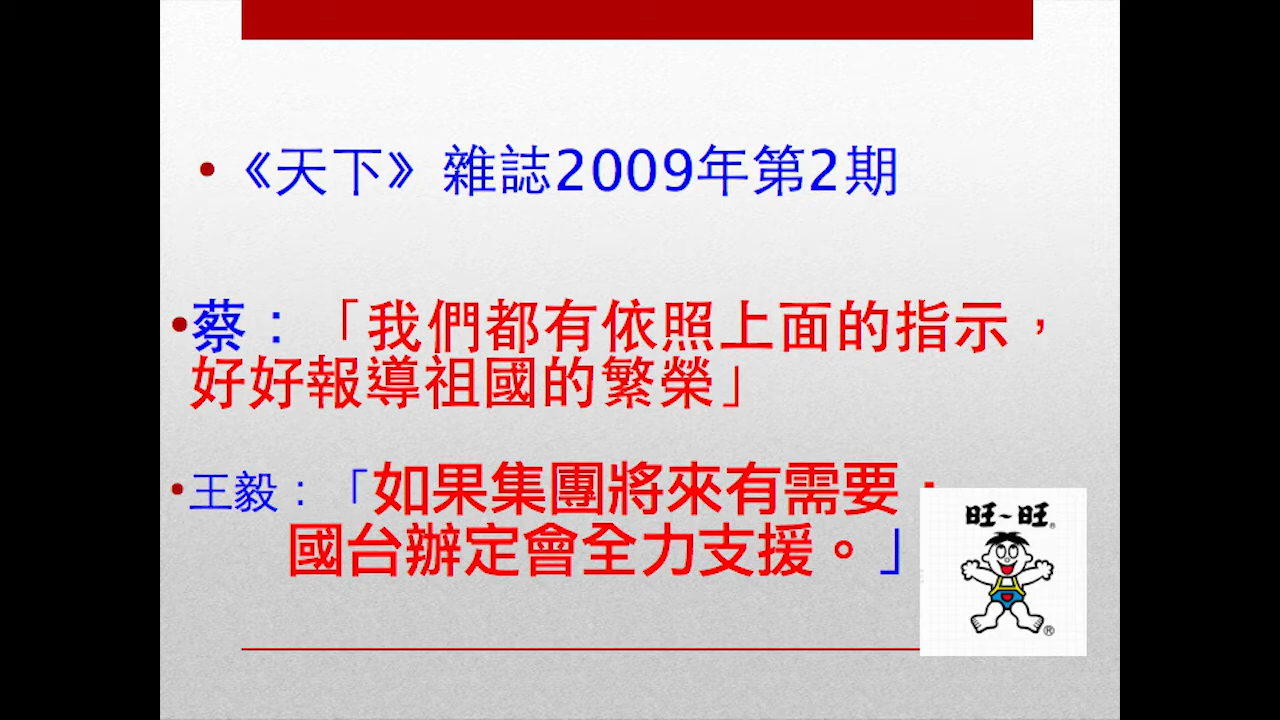 •《天下》雜誌2009年第2期
•蔡：「我們都有依照上面的指示，
好好報導祖國的繁榮」
•王毅：「如果集團將來有需要，
國台辦定會全力支援。」
旺~旺®
®